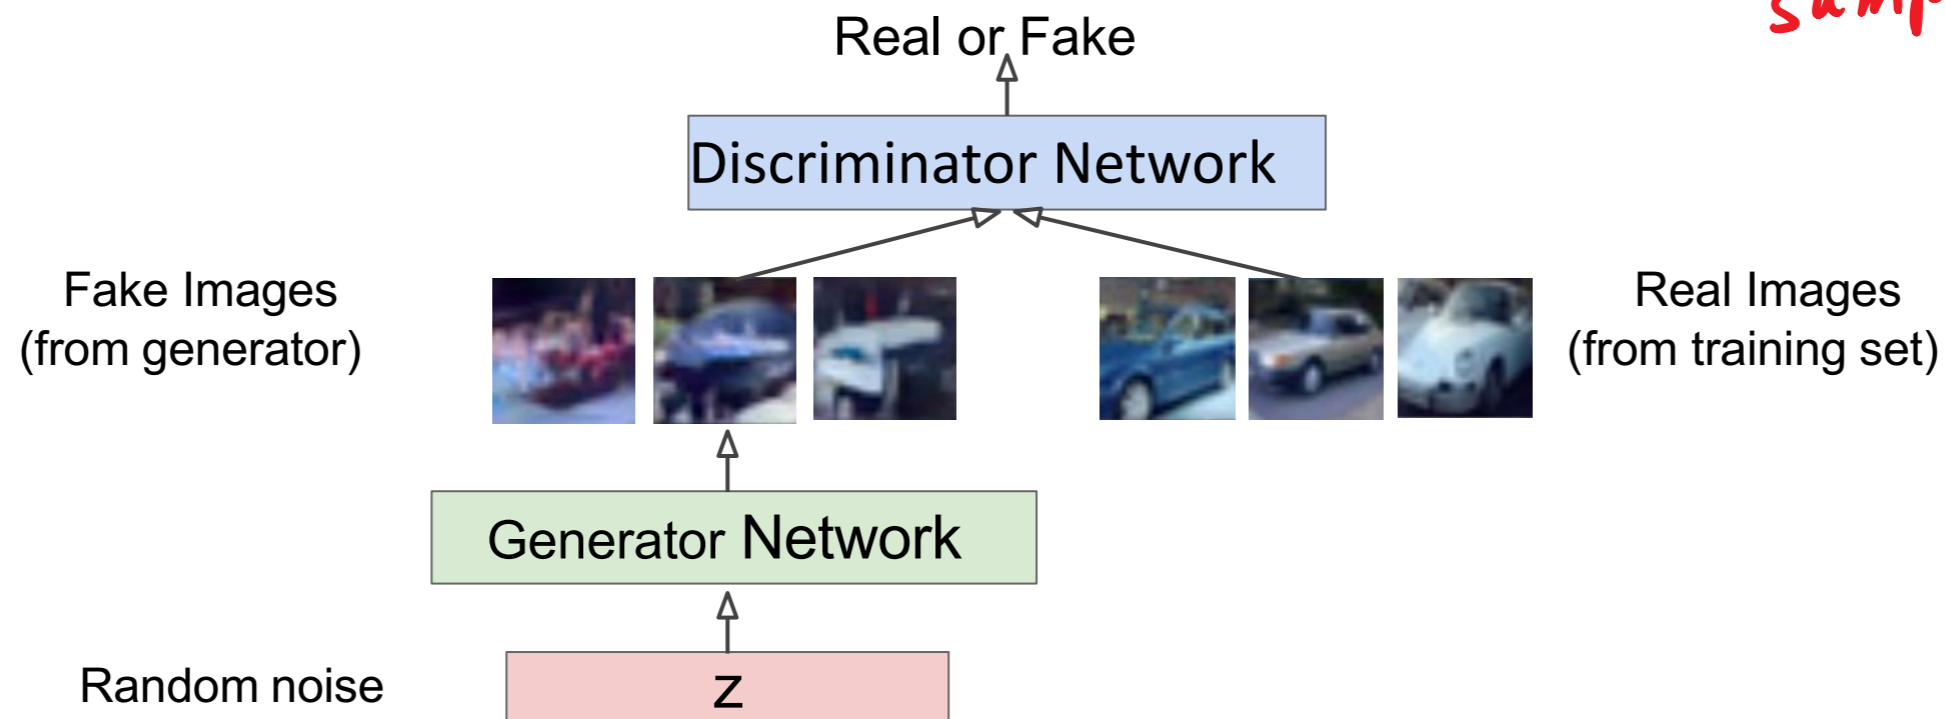 Real or Fake
Discriminator Network
Fake Images
(from generator)
Real Images
(from training set)
Generator Network
Random noise
z